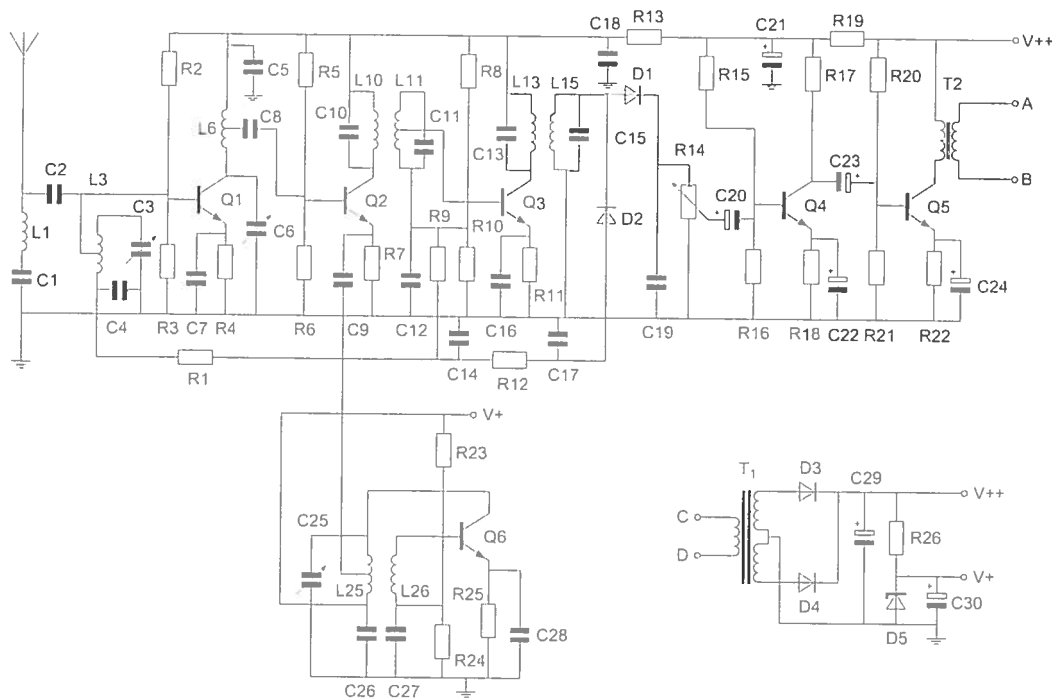 C18 R13 C21 R19
V++
R2 C5 R5 L10 L11 R8 L13 L15 D1 R15 R17 R20 T2
L6 C8 C10 C11 C13 C15 A
C2 L3 Q1 Q2 Q3 R14 C20 C23 B
C3 C6 R9 R10 D2 Q4 Q5
L1 R7
C1 R11 C24
C4 R3 C7 R4 R6 C9 C12 C16 C19 R16 R18 C22 R21 R22
R1 C14 R12 C17
V+
R23
C25 Q6
L25 L26 R25
R24 C28
C26 C27
T1 D3 C29
V++
C
R26
D
V+
D4 D5 C30